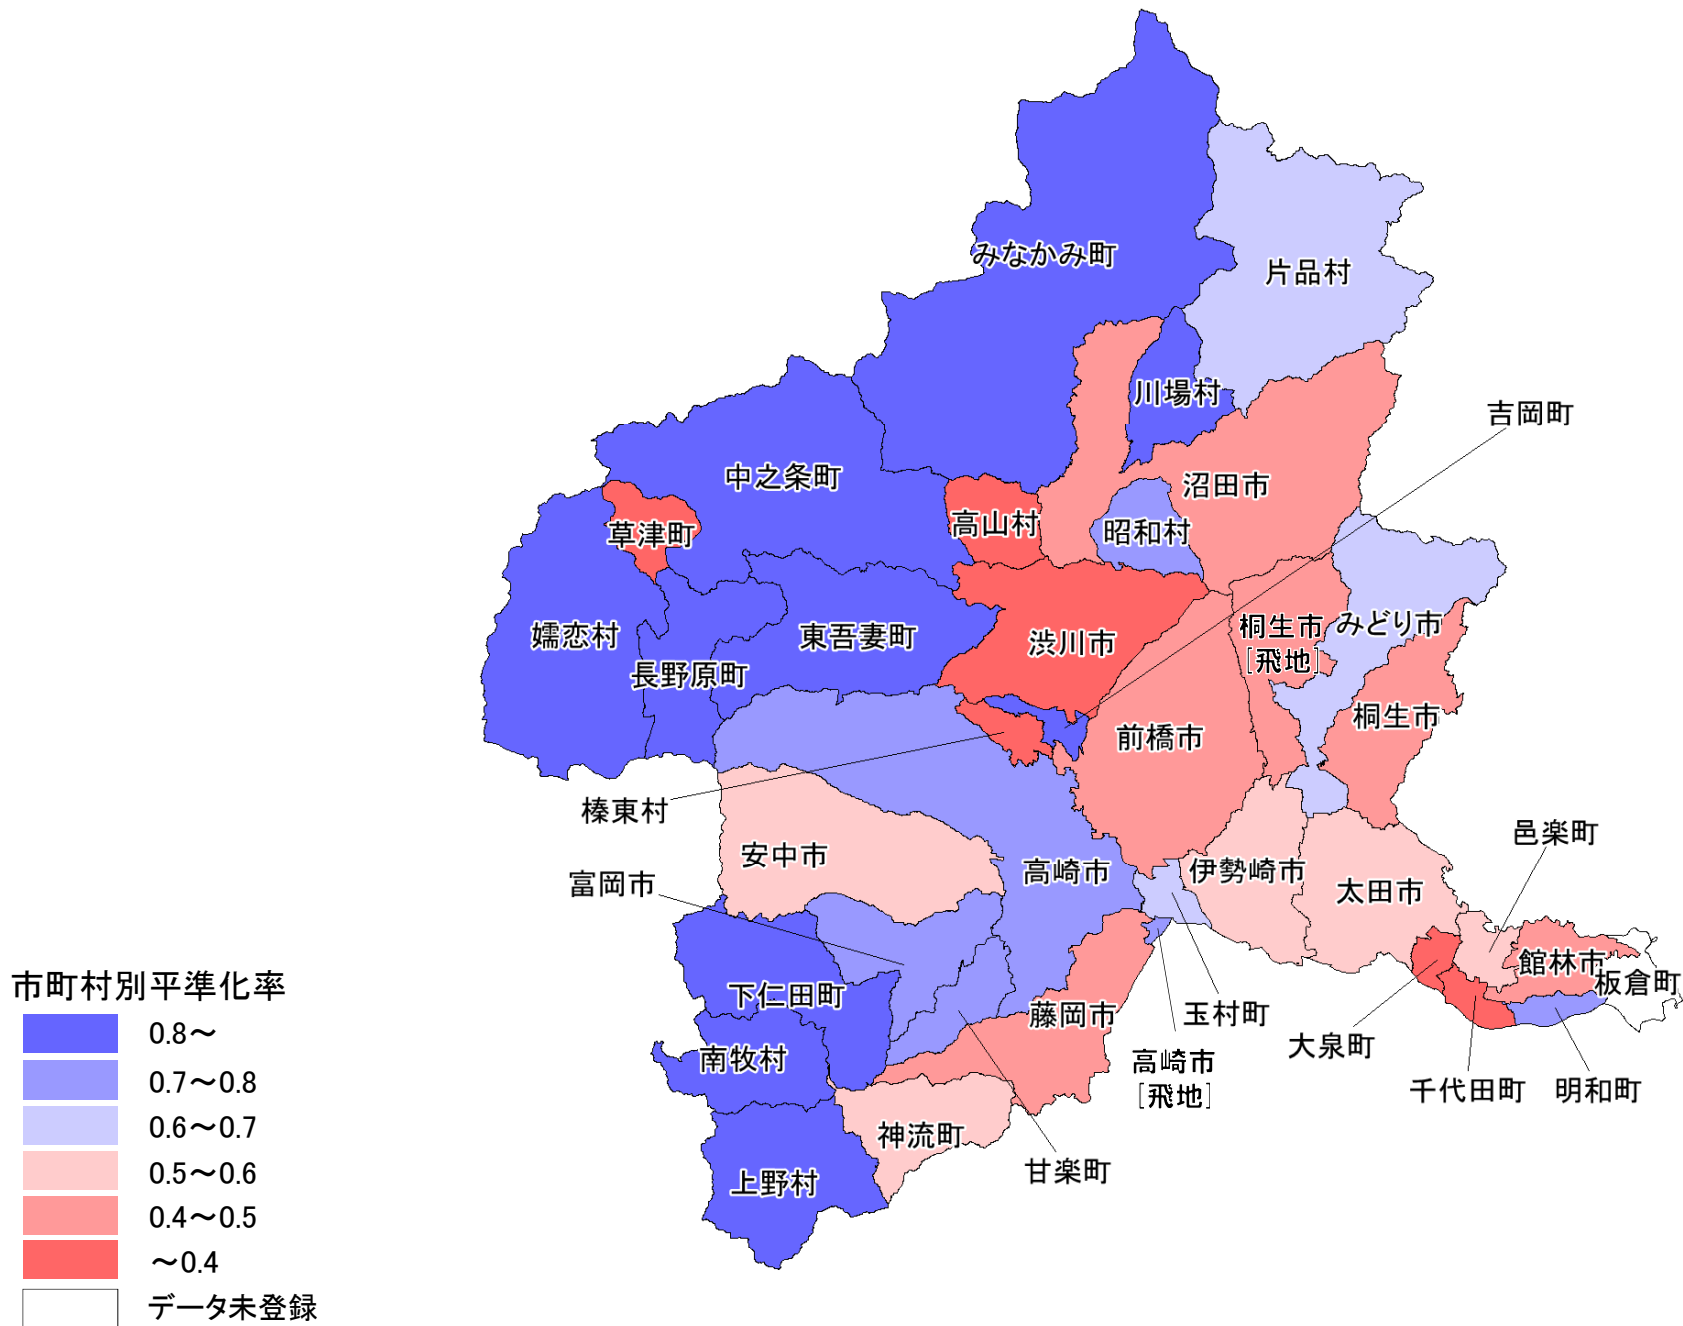 みなかみ町
片品村
川場村
吉岡町
中之条町
沼田市
草津町
高山村
昭和村
嬬恋村
東吾妻町
渋川市
桐生市
[飛地]
みどり市
長野原町
前橋市
桐生市
榛東村
安中市
富岡市
高崎市
伊勢崎市
太田市
邑楽町
館林市
板倉町
下仁田町
藤岡市
玉村町
大泉町
南牧村
高崎市
[飛地]
千代田町
明和町
神流町
甘楽町
上野村
市町村別平準化率
0.8～
0.7～0.8
0.6～0.7
0.5～0.6
0.4～0.5
～0.4
データ未登録